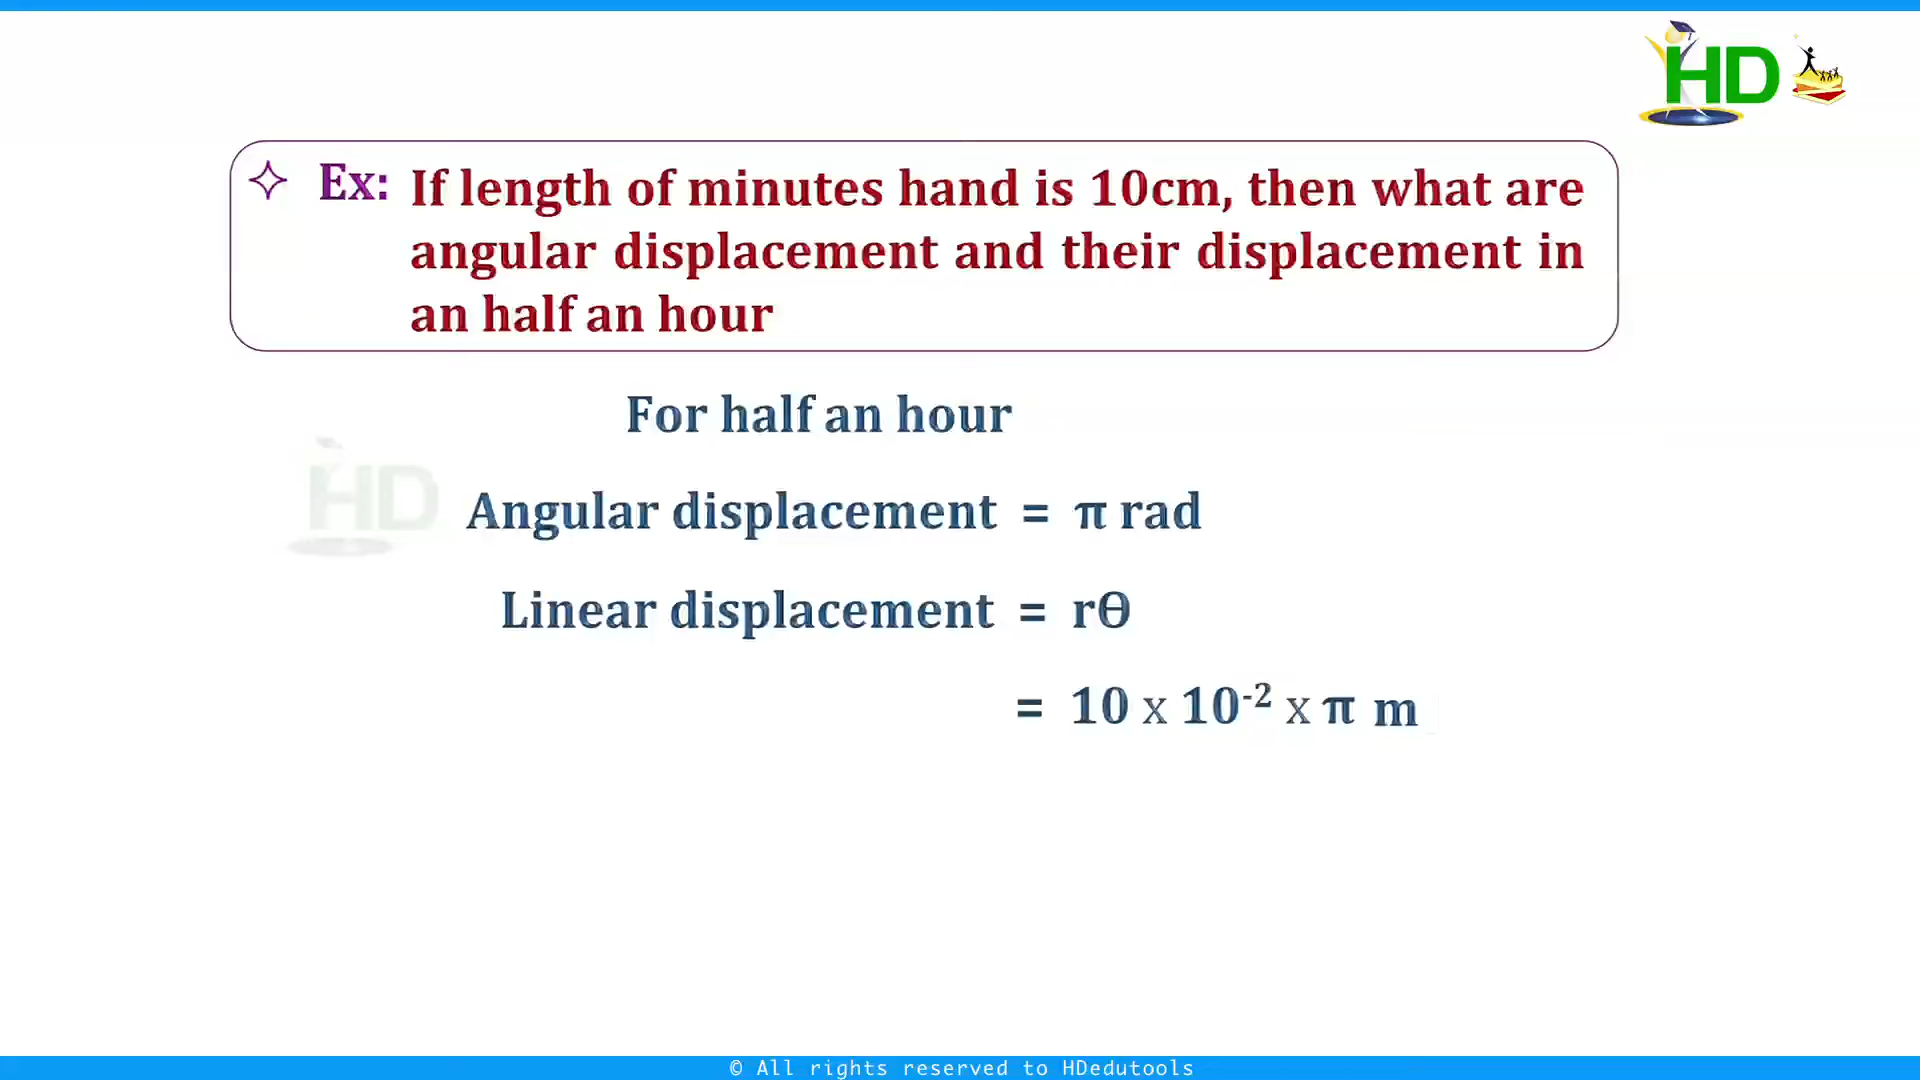 HD
Ex: If length of minutes hand is 10cm, then what are
angular displacement and their displacement in
an half an hour
For half an hour
HD
Angular displacement = π rad
Linear displacement = rϴ
= 10 x 10⁻² x π m
© All rights reserved to HDedutools